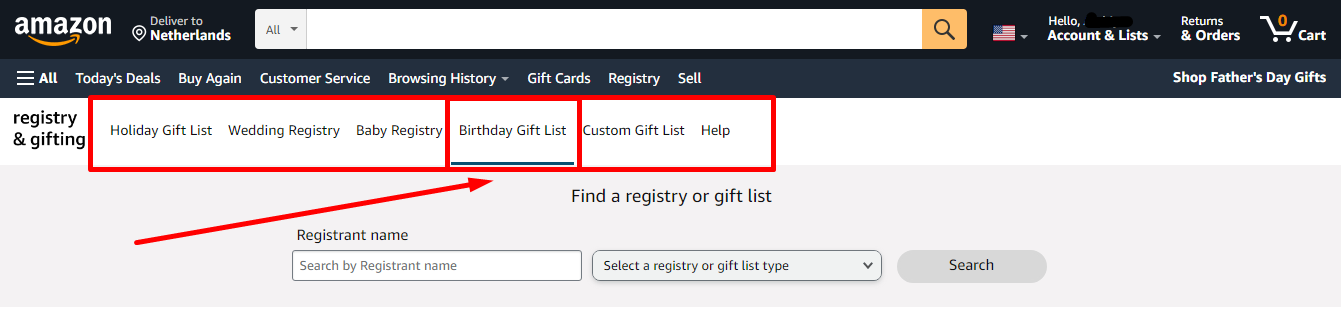 amazon
Deliver to
Netherlands
All
Hello,
Account & Lists
Returns
& Orders
0
Cart
All Today's Deals Buy Again Customer Service Browsing History Gift Cards Registry Sell Shop Father's Day Gifts
registry
& gifting
Holiday Gift List Wedding Registry Baby Registry Birthday Gift List Custom Gift List Help
Find a registry or gift list
Registrant name
Search by Registrant name Select a registry or gift list type Search